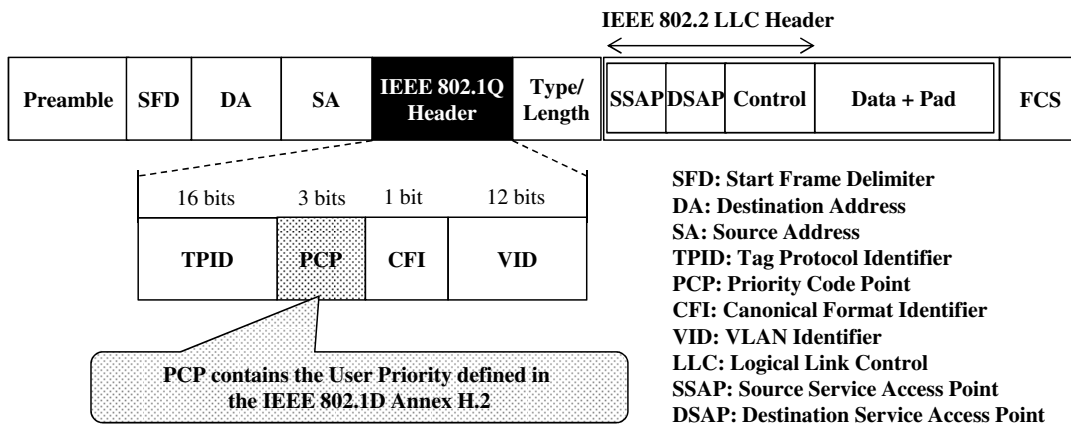 IEEE 802.2 LLC Header
Preamble SFD DA SA IEEE 802.1Q Header Type/ Length SSAP DSAP Control Data + Pad FCS
16 bits 3 bits 1 bit 12 bits
TPID PCP CFI VID
PCP contains the User Priority defined in
the IEEE 802.1D Annex H.2
SFD: Start Frame Delimiter
DA: Destination Address
SA: Source Address
TPID: Tag Protocol Identifier
PCP: Priority Code Point
CFI: Canonical Format Identifier
VID: VLAN Identifier
LLC: Logical Link Control
SSAP: Source Service Access Point
DSAP: Destination Service Access Point